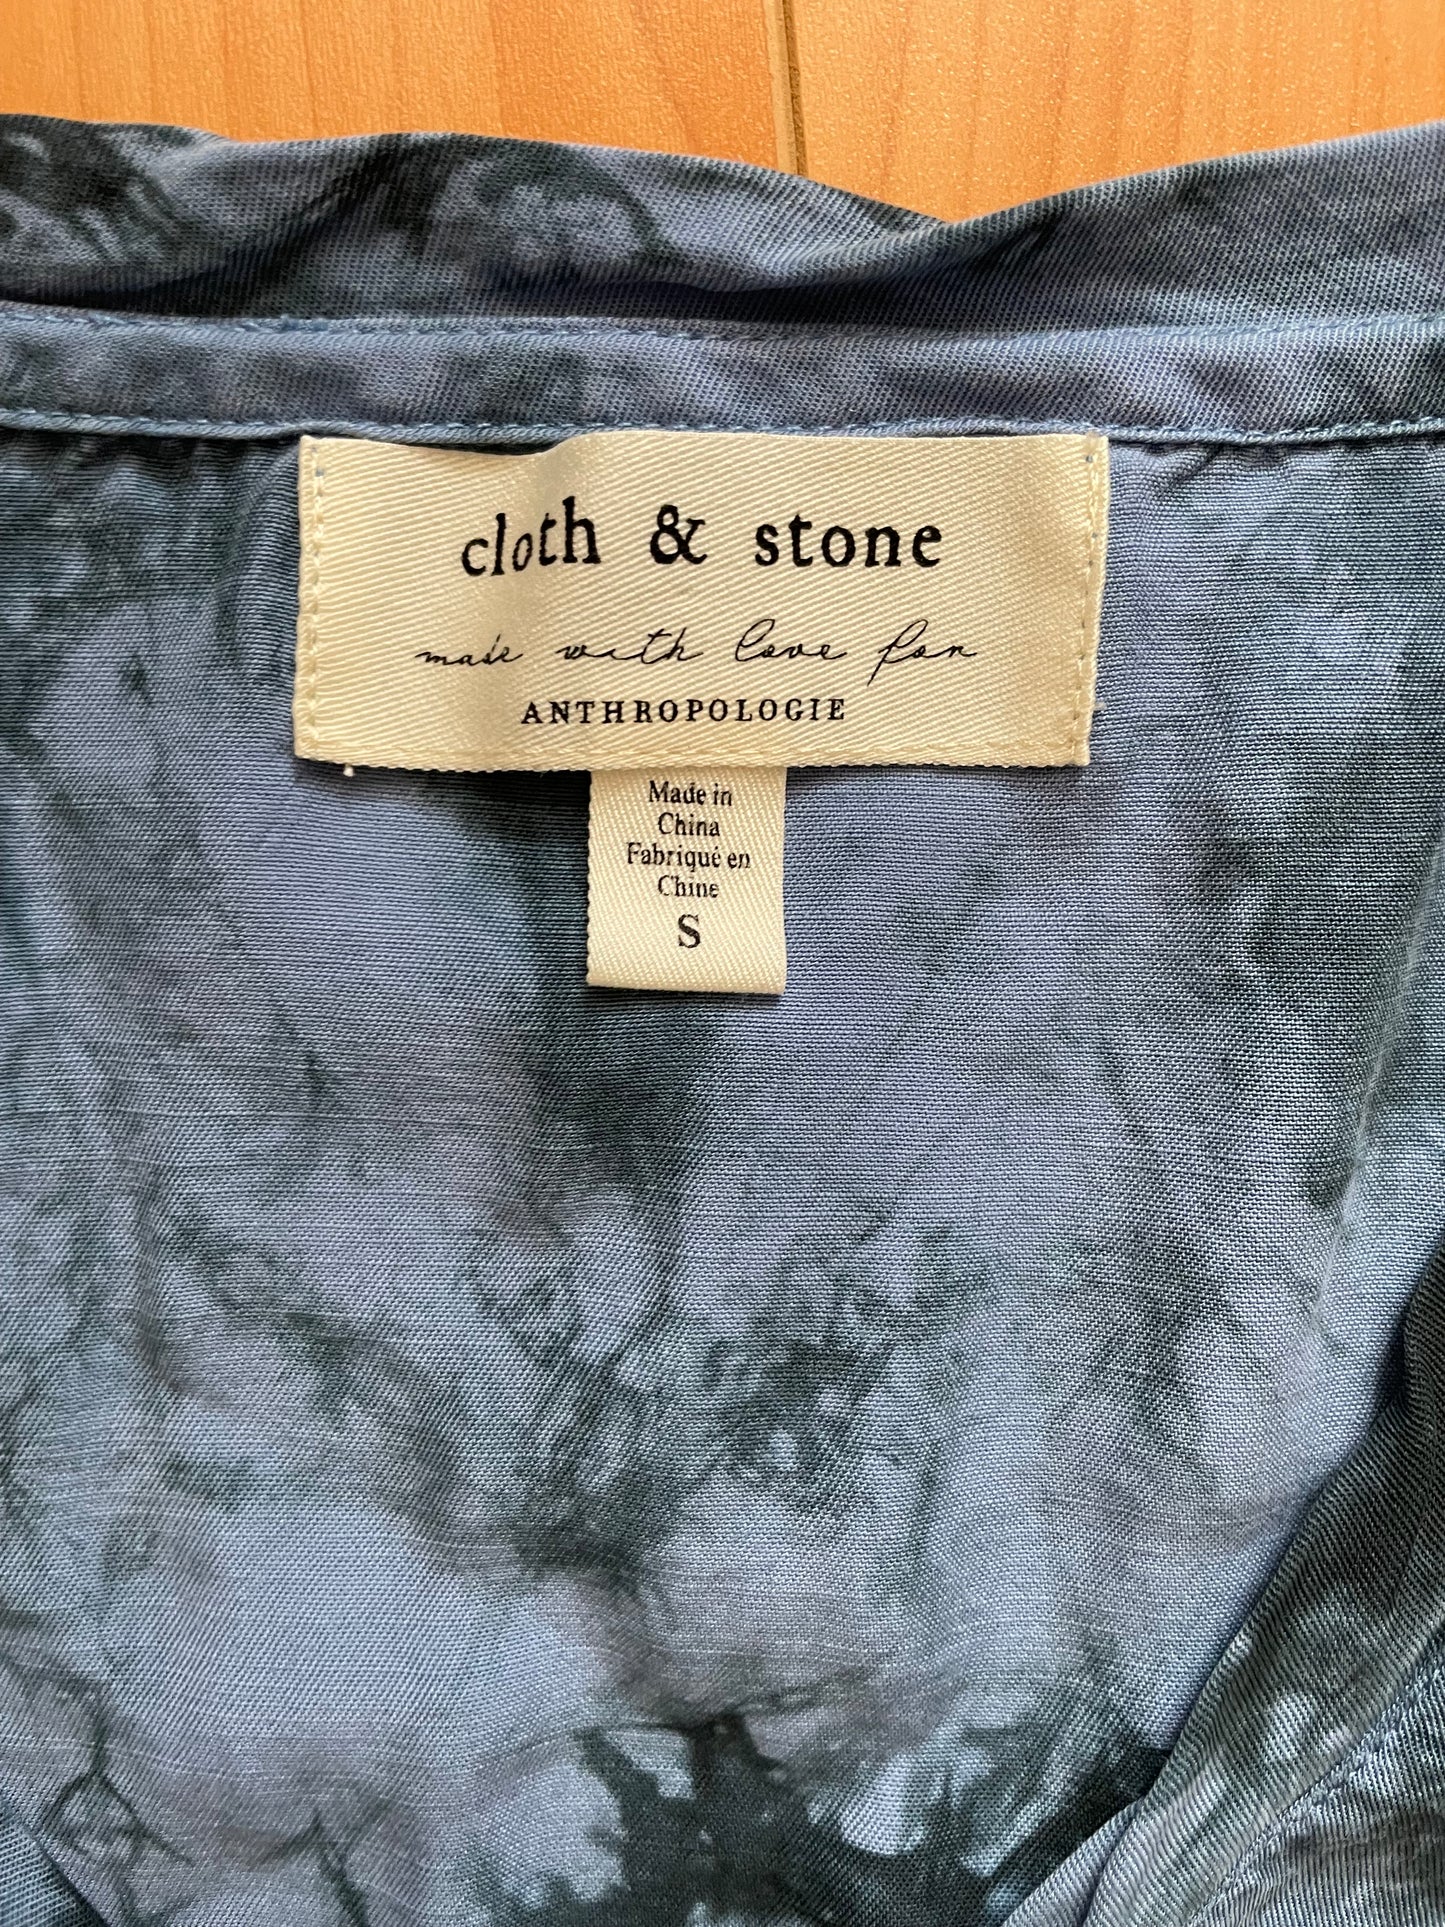 cloth & stone
made with love for
ANTHROPOLOGIE
Made in
China
Fabriqué en
Chine
S